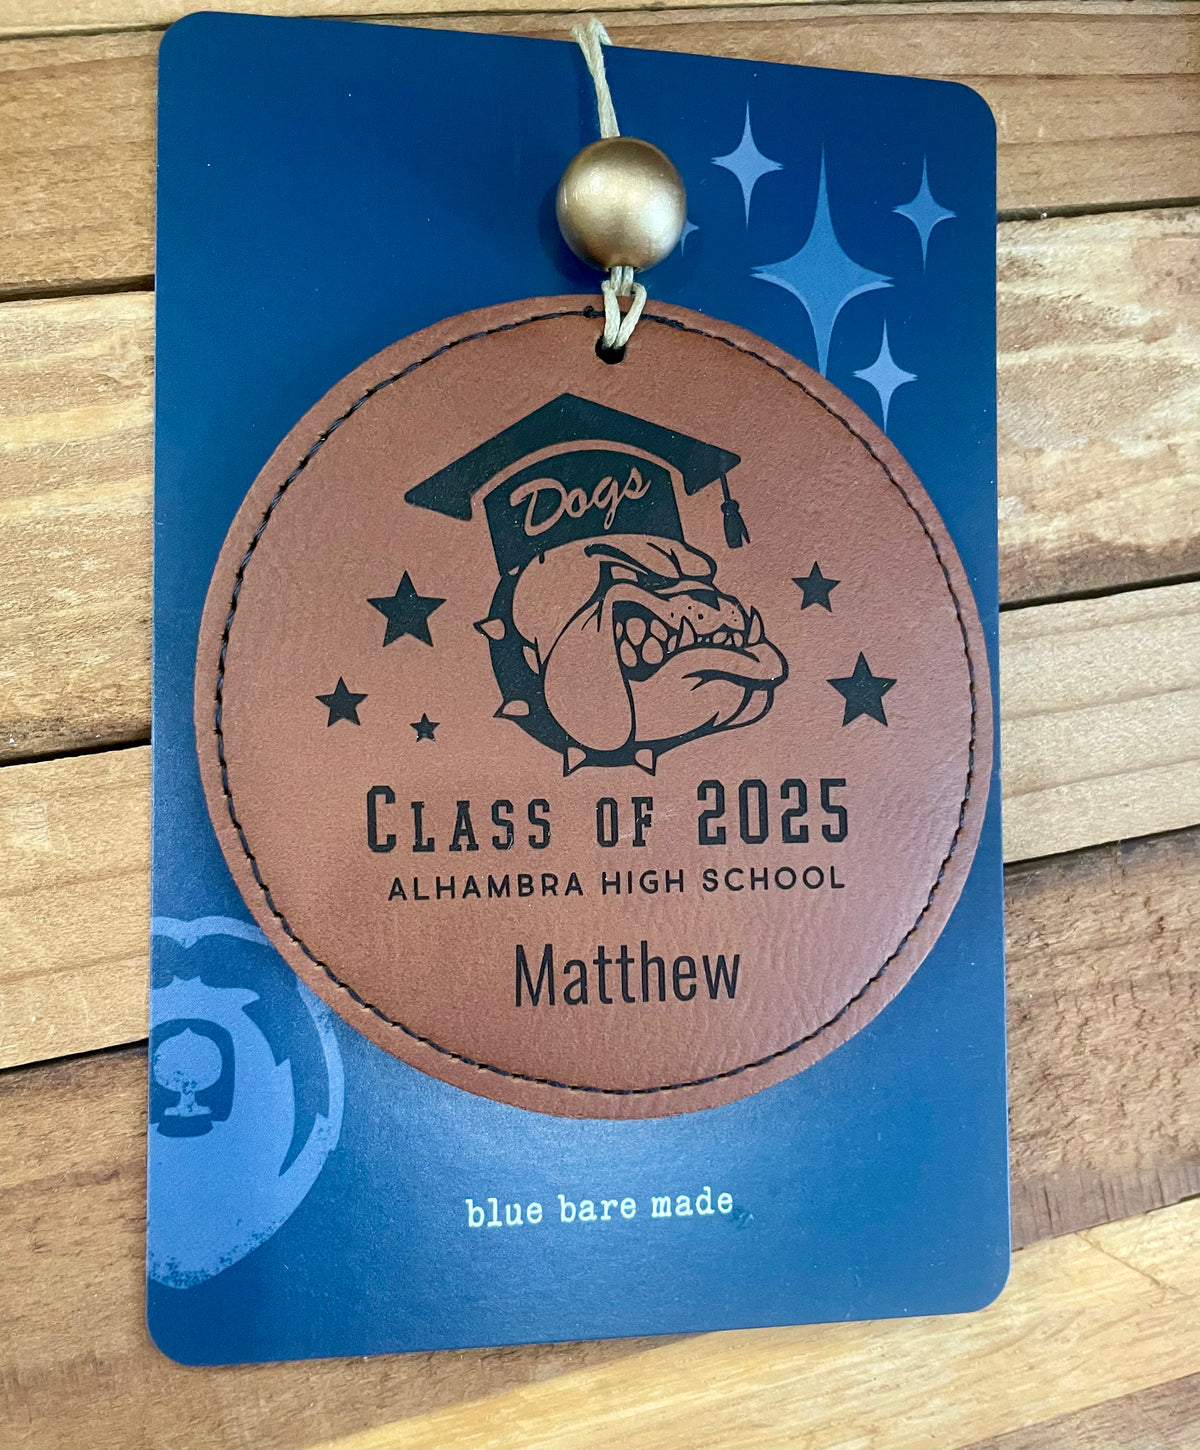 Dogs
Class of 2025
ALHAMBRA HIGH SCHOOL
Matthew
blue bare made